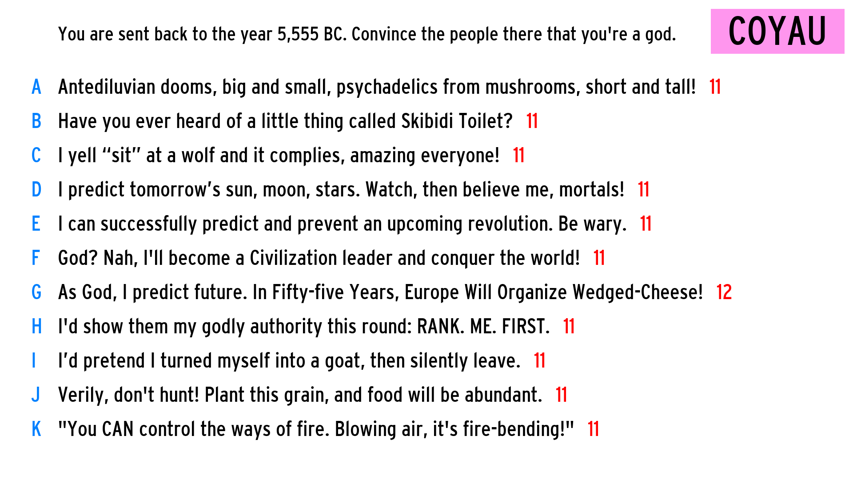 You are sent back to the year 5,555 BC. Convince the people there that you're a god.
COYAU
A Antediluvian dooms, big and small, psychadelics from mushrooms, short and tall! 11
B Have you ever heard of a little thing called Skibidi Toilet? 11
C I yell “sit” at a wolf and it complies, amazing everyone! 11
D I predict tomorrow’s sun, moon, stars. Watch, then believe me, mortals! 11
E I can successfully predict and prevent an upcoming revolution. Be wary. 11
F God? Nah, I'll become a Civilization leader and conquer the world! 11
G As God, I predict future. In Fifty-five Years, Europe Will Organize Wedged-Cheese! 12
H I'd show them my godly authority this round: RANK. ME. FIRST. 11
I I’d pretend I turned myself into a goat, then silently leave. 11
J Verily, don't hunt! Plant this grain, and food will be abundant. 11
K "You CAN control the ways of fire. Blowing air, it's fire-bending!" 11